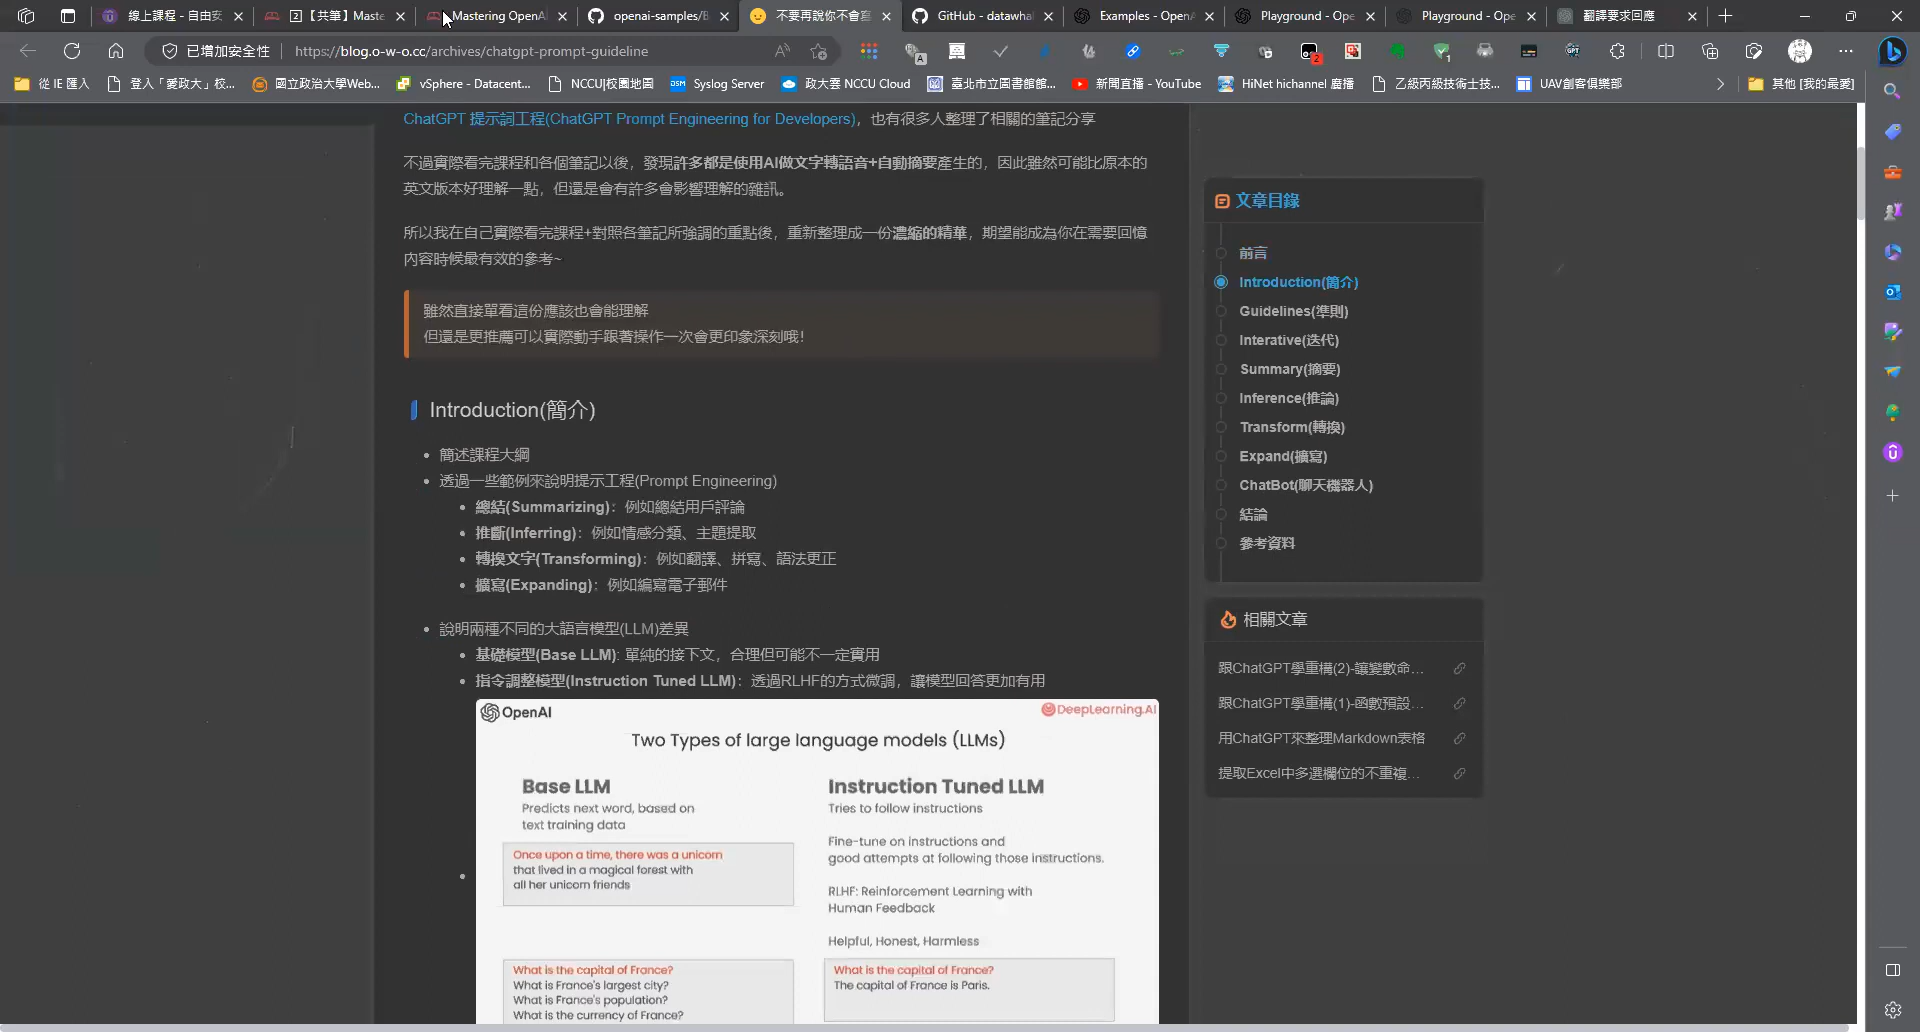 線上課程 - 自由安
【共筆】Maste
Mastering OpenAI
openai-samples/B
不要再說你不會寫
GitHub - datawhal
Examples - OpenA
Playground - Ope
Playground - Ope
翻譯要求回應
已增加安全性
https://blog.o-w-o.cc/archives/chatgpt-prompt-guideline
從 IE 匯入
登入「愛政大」校...
國立政治大學Web...
vSphere - Datacent...
NCCU|校園地圖
Syslog Server
政大雲 NCCU Cloud
臺北市立圖書館館...
新聞直播 - YouTube
HiNet hichannel 廣播
乙級丙級技術士技...
UAV創客俱樂部
其他 [我的最愛]
ChatGPT 提示詞工程(ChatGPT Prompt Engineering for Developers)，也有很多人整理了相關的筆記分享
不過實際看完課程和各個筆記以後，發現許多都是使用AI做文字轉語音+自動摘要產生的，因此雖然可能比原本的
英文版本好理解一點，但還是會有許多會影響理解的雜訊。
所以我在自己實際看完課程+對照各筆記所強調的重點後，重新整理成一份濃縮的精華，期望能成為你在需要回憶
內容時候最有效的參考~
雖然直接單看這份應該也會能理解
但還是更推薦可以實際動手跟著操作一次會更印象深刻哦!
Introduction(簡介)
簡述課程大綱
透過一些範例來說明提示工程(Prompt Engineering)
總結(Summarizing)：例如總結用戶評論
推斷(Inferring)：例如情感分類、主題提取
轉換文字(Transforming)：例如翻譯、拼寫、語法更正
擴寫(Expanding)：例如編寫電子郵件
說明兩種不同的大語言模型(LLM)差異
基礎模型(Base LLM): 單純的接下文，合理但可能不一定實用
指令調整模型(Instruction Tuned LLM)：透過RLHF的方式微調，讓模型回答更加有用
OpenAI
DeepLearning.AI
Two Types of large language models (LLMs)
Base LLM
Predicts next word, based on
text training data
Once upon a time, there was a unicorn
that lived in a magical forest with
all her unicorn friends
What is the capital of France?
What is France's largest city?
What is France's population?
What is the currency of France?
Instruction Tuned LLM
Tries to follow instructions
Fine-tune on instructions and
good attempts at following those instructions.
RLHF: Reinforcement Learning with
Human Feedback
Helpful, Honest, Harmless
What is the capital of France?
The capital of France is Paris.
文章目錄
前言
Introduction(簡介)
Guidelines(準則)
Interative(迭代)
Summary(摘要)
Inference(推論)
Transform(轉換)
Expand(擴寫)
ChatBot(聊天機器人)
結論
參考資料
相關文章
跟ChatGPT學重構(2)-讓變數命...
跟ChatGPT學重構(1)-函數預設...
用ChatGPT來整理Markdown表格
提取Excel中多選欄位的不重複...